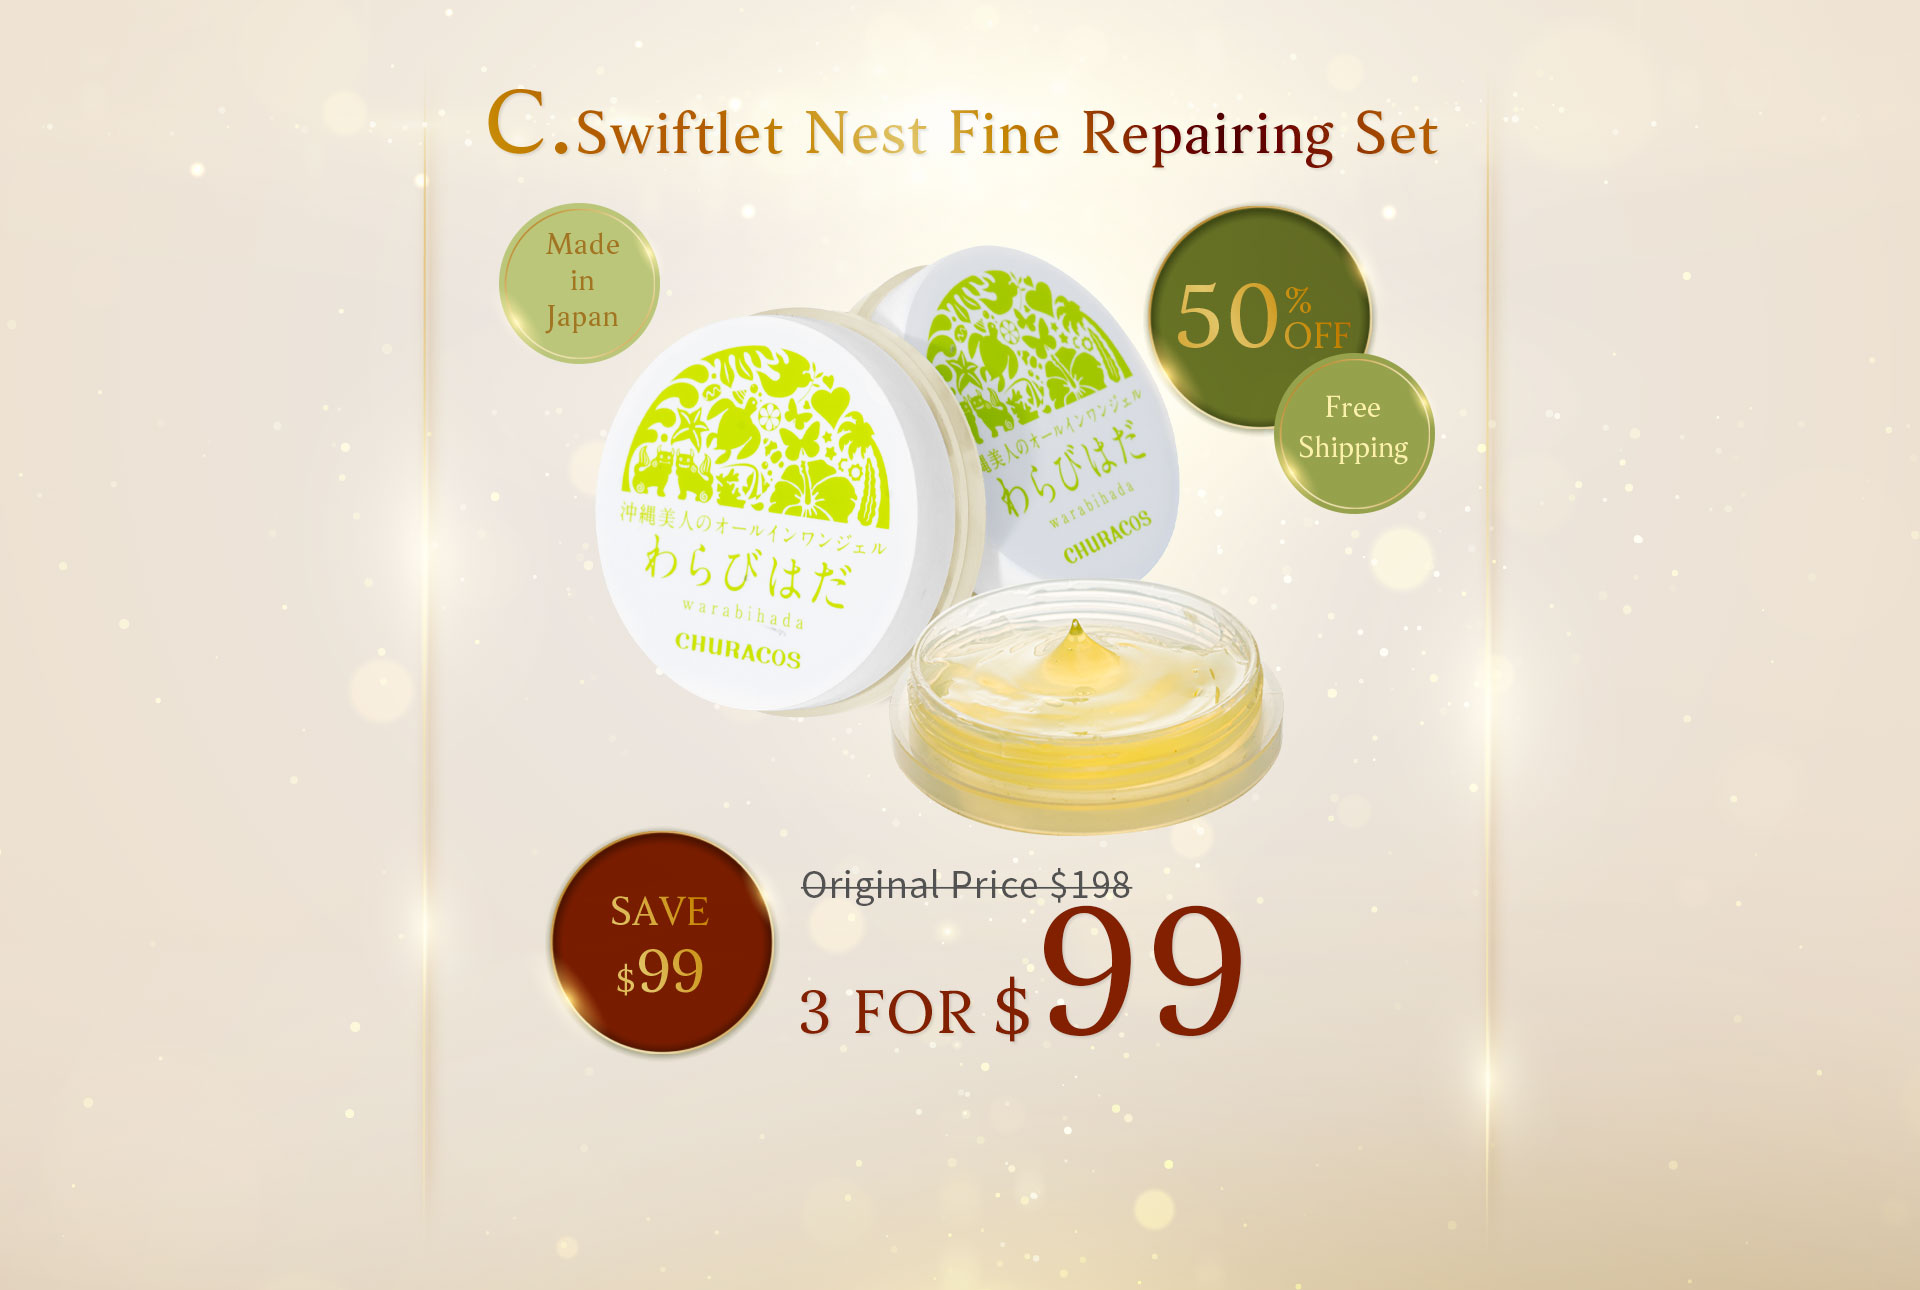 C.Swiftlet Nest Fine Repairing Set
Made
in
Japan
50%
OFF
Free
Shipping
沖縄美人のオールインワンジェル
わらびはだ
warabihada
CHURACOS
沖縄美人のオールインワンジェル
わらびはだ
warabihada
CHURACOS
SAVE
$99
Original Price $198
3 FOR $99